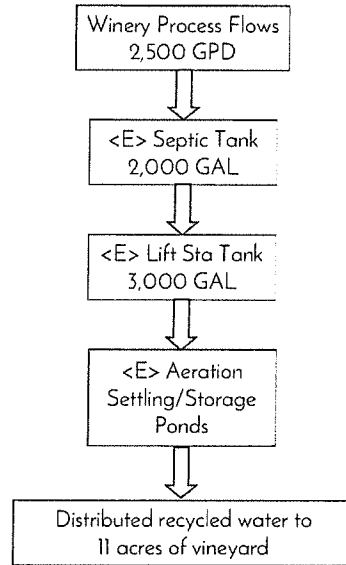 Winery Process Flows
2,500 GPD
<E> Septic Tank
2,000 GAL
<E> Lift Sta Tank
3,000 GAL
<E> Aeration
Settling/Storage
Ponds
Distributed recycled water to
11 acres of vineyard